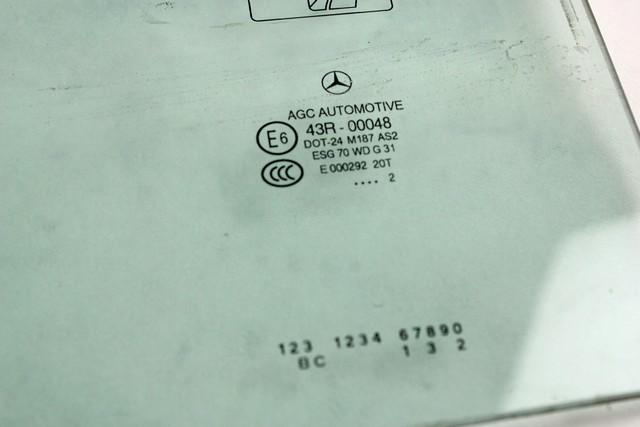 AGC AUTOMOTIVE
E6 43R - 00048
DOT-24 M187 AS2
ESG 70 WD G 31
CCC E 000292 20T
.... 2
123 1234 67890
BC 1 3 2